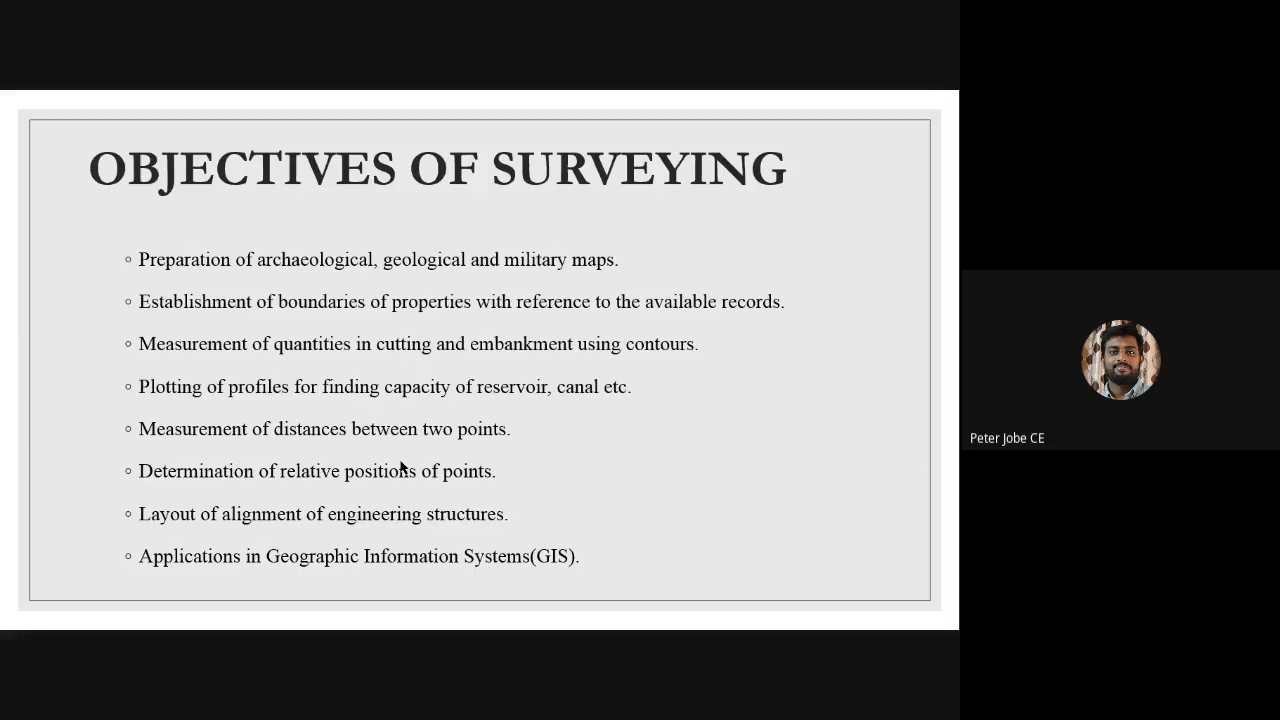 OBJECTIVES OF SURVEYING
◦ Preparation of archaeological, geological and military maps.
◦ Establishment of boundaries of properties with reference to the available records.
◦ Measurement of quantities in cutting and embankment using contours.
◦ Plotting of profiles for finding capacity of reservoir, canal etc.
◦ Measurement of distances between two points.
◦ Determination of relative positions of points.
◦ Layout of alignment of engineering structures.
◦ Applications in Geographic Information Systems(GIS).
Peter Jobe CE